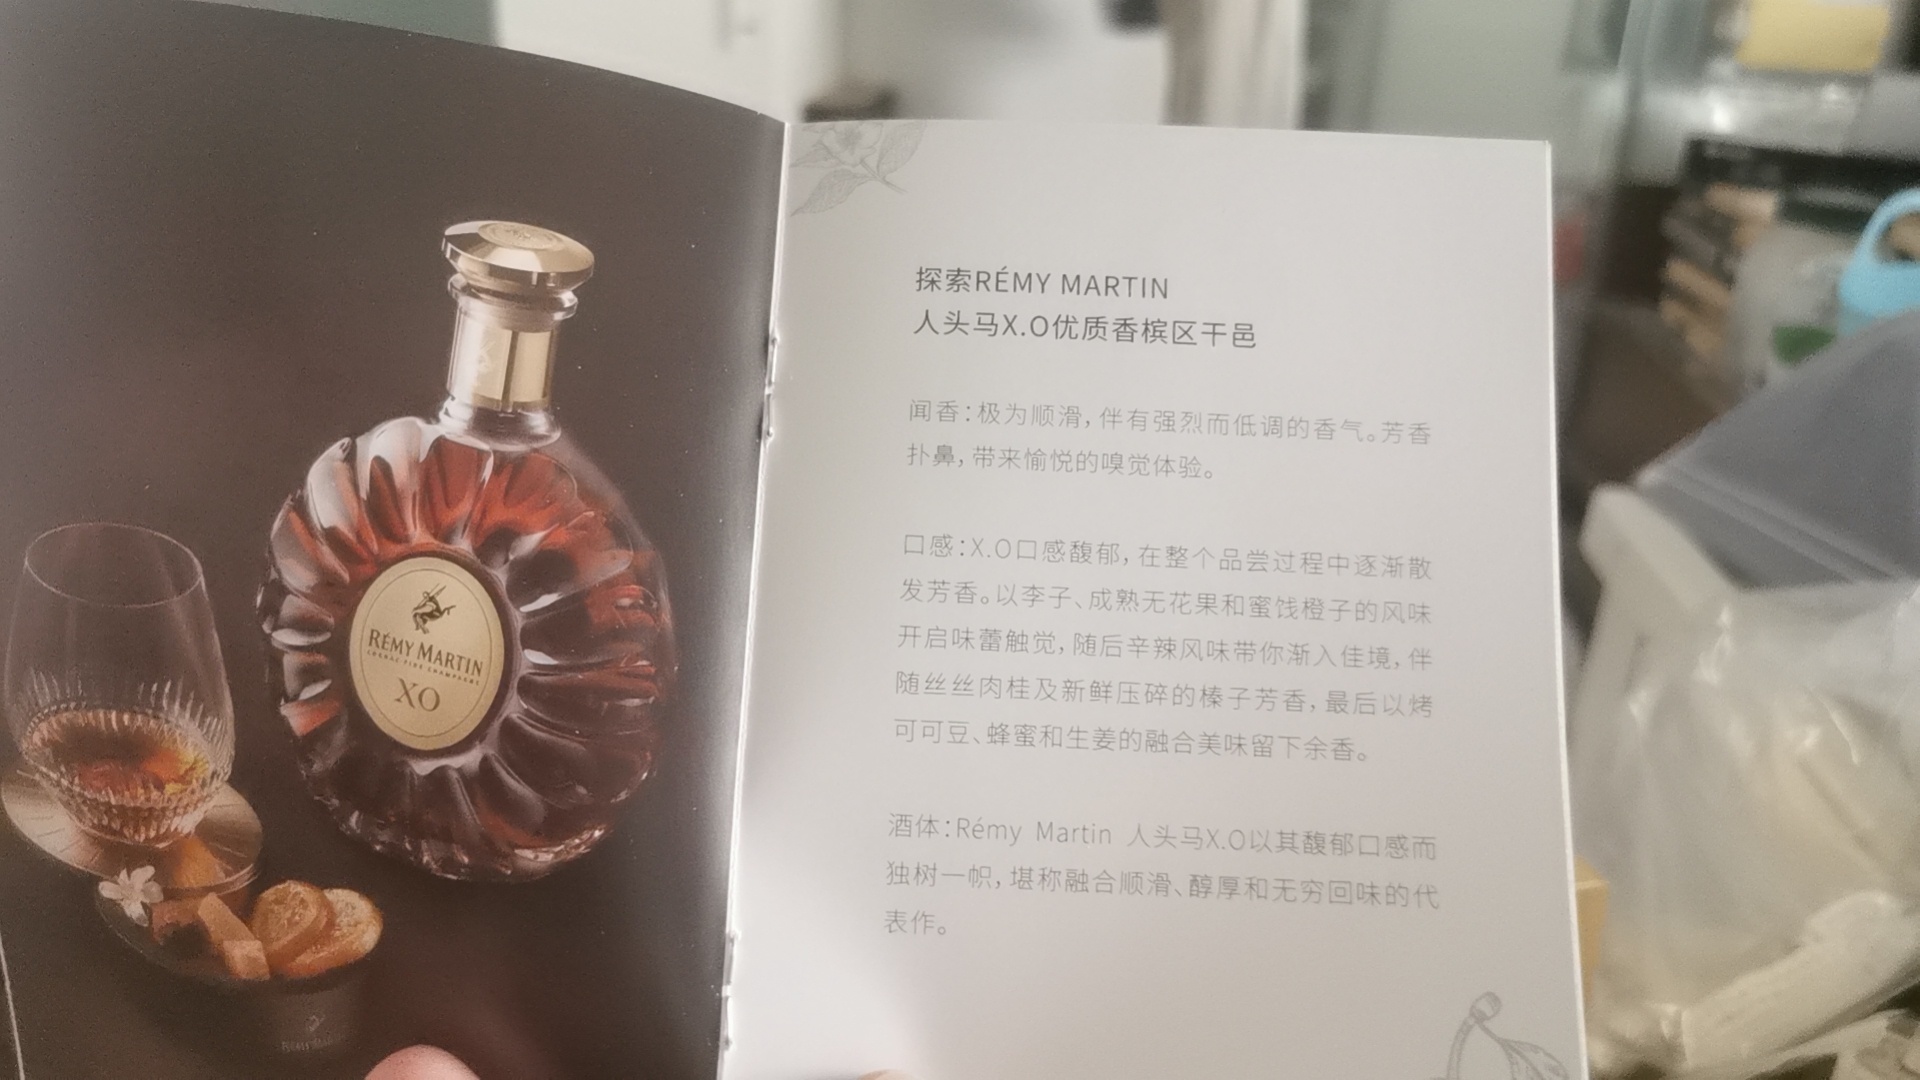 RÉMY MARTIN
COGNAC FINE CHAMPAGNE
XO
探索RÉMY MARTIN
人头马X.O优质香槟区干邑
闻香:极为顺滑,伴有强烈而低调的香气。芳香
扑鼻,带来愉悦的嗅觉体验。
口感:X.O口感馥郁,在整个品尝过程中逐渐散
发芳香。以李子、成熟无花果和蜜饯橙子的风味
开启味蕾触觉,随后辛辣风味带你渐入佳境,伴
随丝丝肉桂及新鲜压碎的榛子芳香,最后以烤
可可豆、蜂蜜和生姜的融合美味留下余香。
酒体:Rémy Martin 人头马X.O以其馥郁口感而
独树一帜,堪称融合顺滑、醇厚和无穷回味的代
表作。